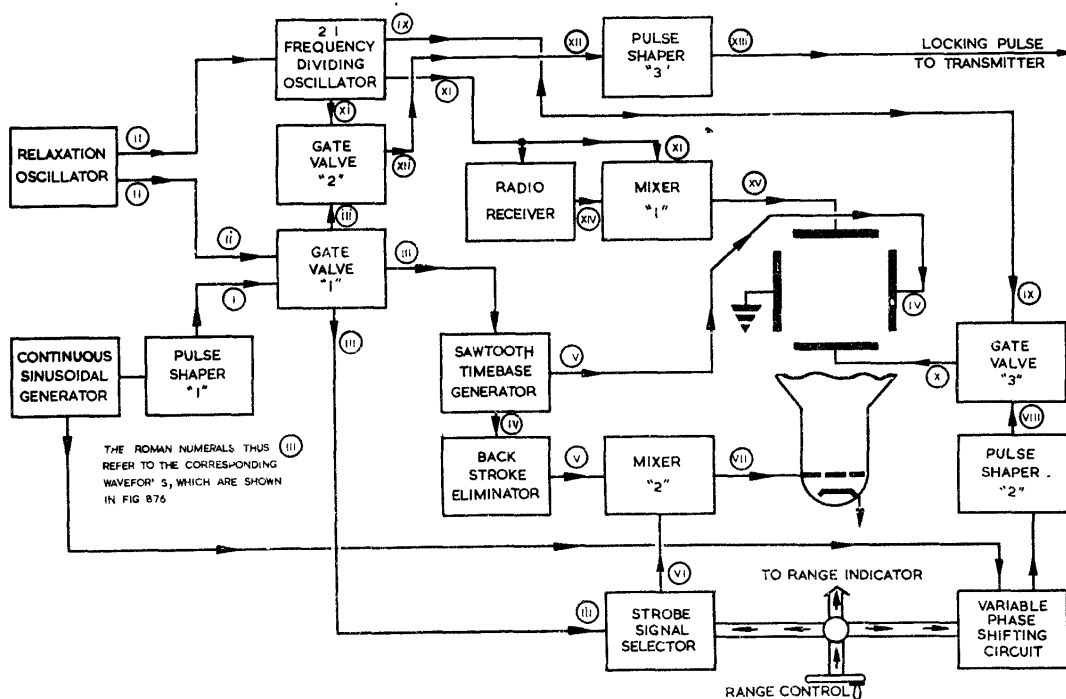 2 1
FREQUENCY
DIVIDING
OSCILLATOR
IX
XI
XI
XII
PULSE
SHAPER
"3"
XIII
LOCKING PULSE
TO TRANSMITTER
RELAXATION
OSCILLATOR
II
II
GATE
VALVE
"2"
XII
III
RADIO
RECEIVER
XIV
XI
MIXER
"1"
XV
II
GATE
VALVE
"1"
III
I
III
IV
IX
CONTINUOUS
SINUSOIDAL
GENERATOR
PULSE
SHAPER
"1"
SAWTOOTH
TIMEBASE
GENERATOR
V
IV
GATE
VALVE
"3"
X
VIII
THE ROMAN NUMERALS THUS III
REFER TO THE CORRESPONDING
WAVEFOR'S, WHICH ARE SHOWN
IN FIG 876
BACK
STROKE
ELIMINATOR
V
MIXER
"2"
VII
PULSE
SHAPER
"2"
VI
TO RANGE INDICATOR
III
STROBE
SIGNAL
SELECTOR
VARIABLE
PHASE
SHIFTING
CIRCUIT
RANGE CONTROL